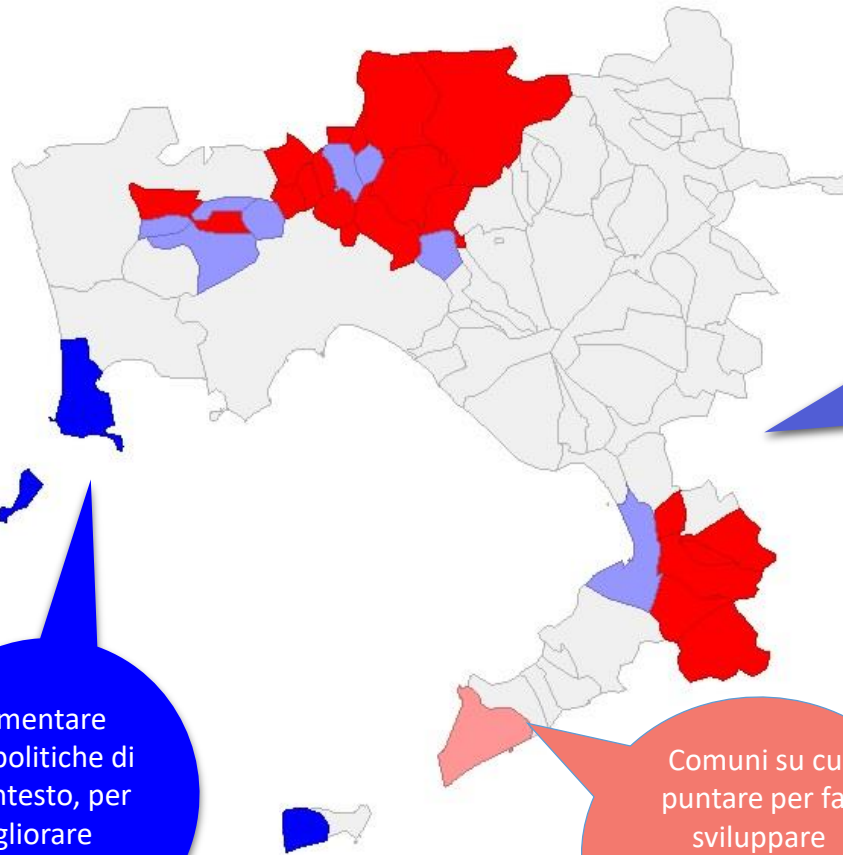 mentare
politiche di
ntesto, per
gliorare
Comuni su cu
puntare per fa
sviluppare